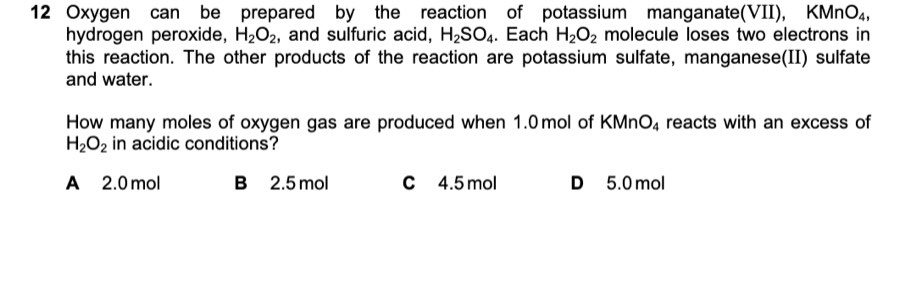 12 Oxygen can be prepared by the reaction of potassium manganate(VII), KMnO₄,
hydrogen peroxide, H₂O₂, and sulfuric acid, H₂SO₄. Each H₂O₂ molecule loses two electrons in
this reaction. The other products of the reaction are potassium sulfate, manganese(II) sulfate
and water.
How many moles of oxygen gas are produced when 1.0 mol of KMnO₄ reacts with an excess of
H₂O₂ in acidic conditions?
A 2.0 mol B 2.5 mol C 4.5 mol D 5.0 mol